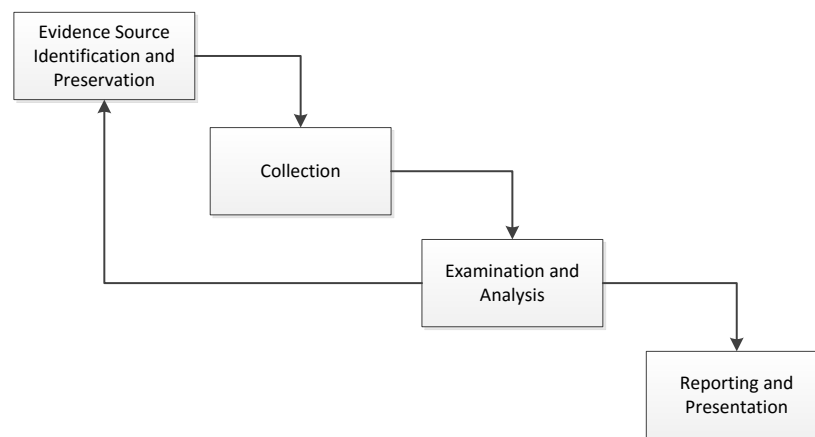 Evidence Source
Identification and
Preservation
Collection
Examination and
Analysis
Reporting and
Presentation